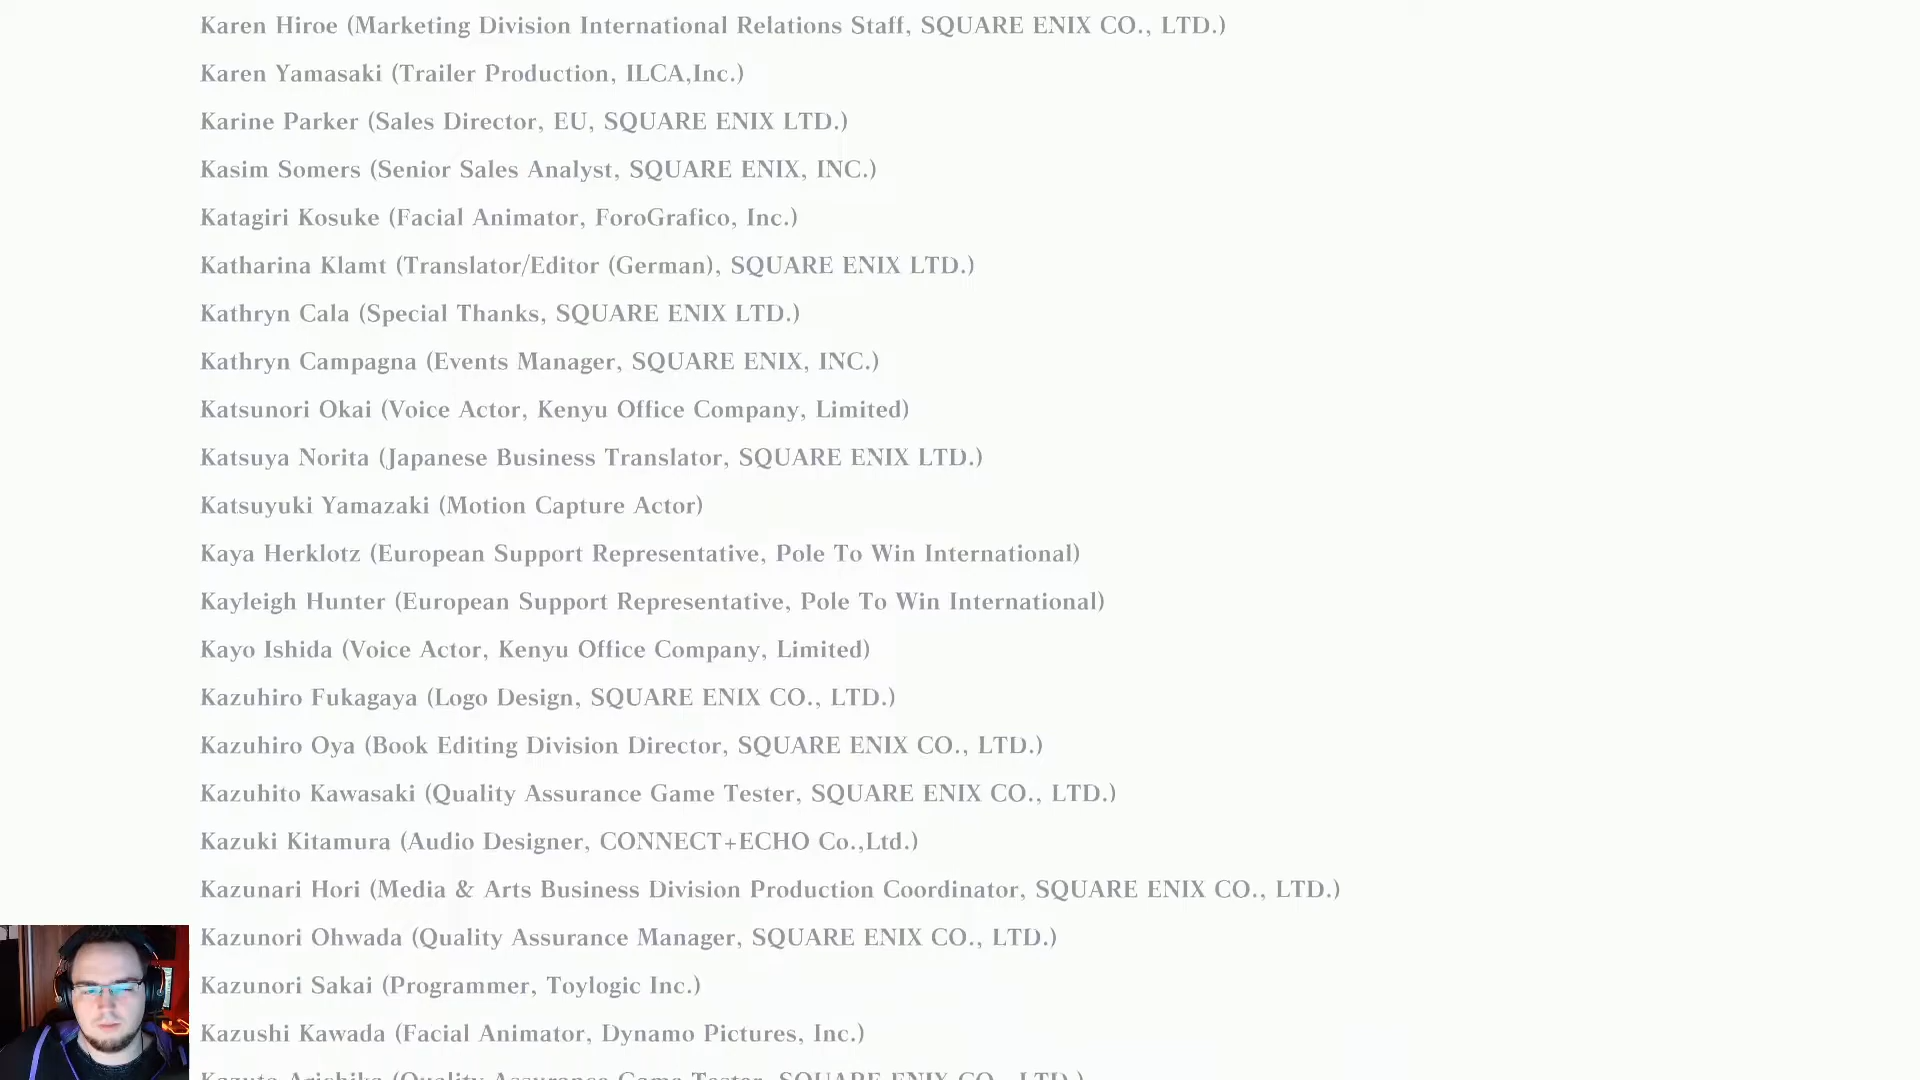 Karen Hiroe (Marketing Division International Relations Staff, SQUARE ENIX CO., LTD.)
Karen Yamasaki (Trailer Production, ILCA,Inc.)
Karine Parker (Sales Director, EU, SQUARE ENIX LTD.)
Kasim Somers (Senior Sales Analyst, SQUARE ENIX, INC.)
Katagiri Kosuke (Facial Animator, ForoGrafico, Inc.)
Katharina Klamt (Translator/Editor (German), SQUARE ENIX LTD.)
Kathryn Cala (Special Thanks, SQUARE ENIX LTD.)
Kathryn Campagna (Events Manager, SQUARE ENIX, INC.)
Katsunori Okai (Voice Actor, Kenyu Office Company, Limited)
Katsuya Norita (Japanese Business Translator, SQUARE ENIX LTD.)
Katsuyuki Yamazaki (Motion Capture Actor)
Kaya Herklotz (European Support Representative, Pole To Win International)
Kayleigh Hunter (European Support Representative, Pole To Win International)
Kayo Ishida (Voice Actor, Kenyu Office Company, Limited)
Kazuhiro Fukagaya (Logo Design, SQUARE ENIX CO., LTD.)
Kazuhiro Oya (Book Editing Division Director, SQUARE ENIX CO., LTD.)
Kazuhito Kawasaki (Quality Assurance Game Tester, SQUARE ENIX CO., LTD.)
Kazuki Kitamura (Audio Designer, CONNECT+ECHO Co.,Ltd.)
Kazunari Hori (Media & Arts Business Division Production Coordinator, SQUARE ENIX CO., LTD.)
Kazunori Ohwada (Quality Assurance Manager, SQUARE ENIX CO., LTD.)
Kazunori Sakai (Programmer, Toylogic Inc.)
Kazushi Kawada (Facial Animator, Dynamo Pictures, Inc.)
(Quality Assurance Game Tester, SQUARE ENIX CO., LTD.)